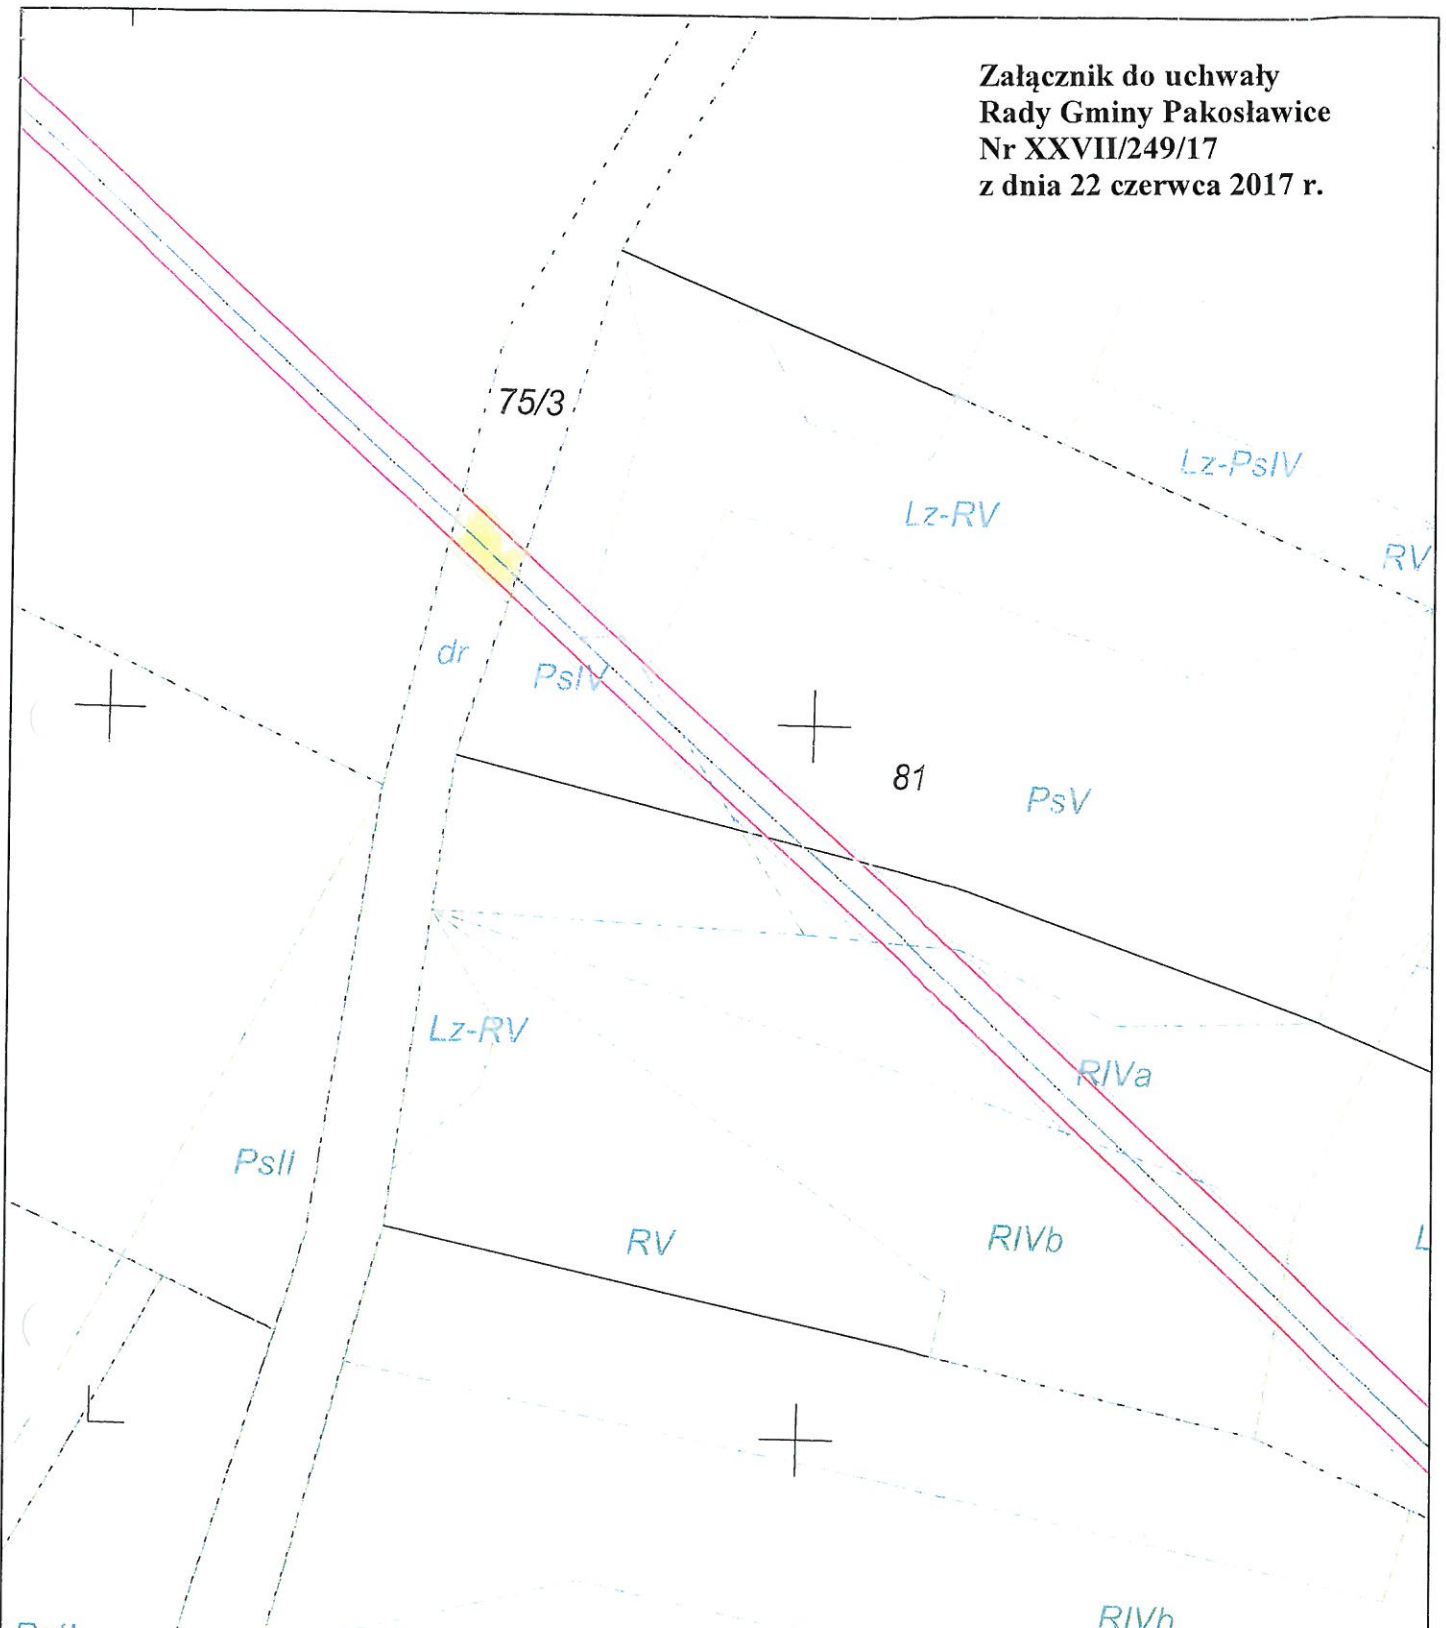 Załącznik do uchwały
Rady Gminy Pakosławice
Nr XXVII/249/17
z dnia 22 czerwca 2017 r.
75/3
Lz-PsIV
Lz-RV
RV
dr
PsIV
81
PsV
Lz-RV
RIVa
PsII
RV
RIVb
L
RIVb